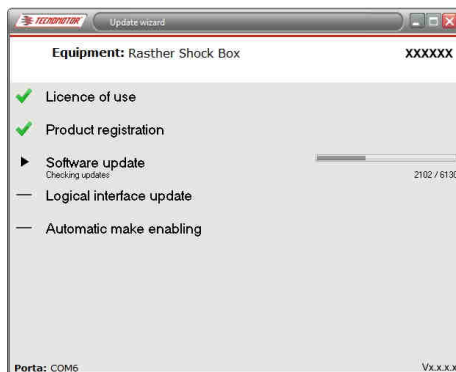 TECNOMOTOR Update wizard
Equipment: Rasther Shock Box XXXXXX
Licence of use
Product registration
Software update
Checking updates 2102 / 6130
Logical interface update
Automatic make enabling
Porta: COM6 Vx.x.x.x